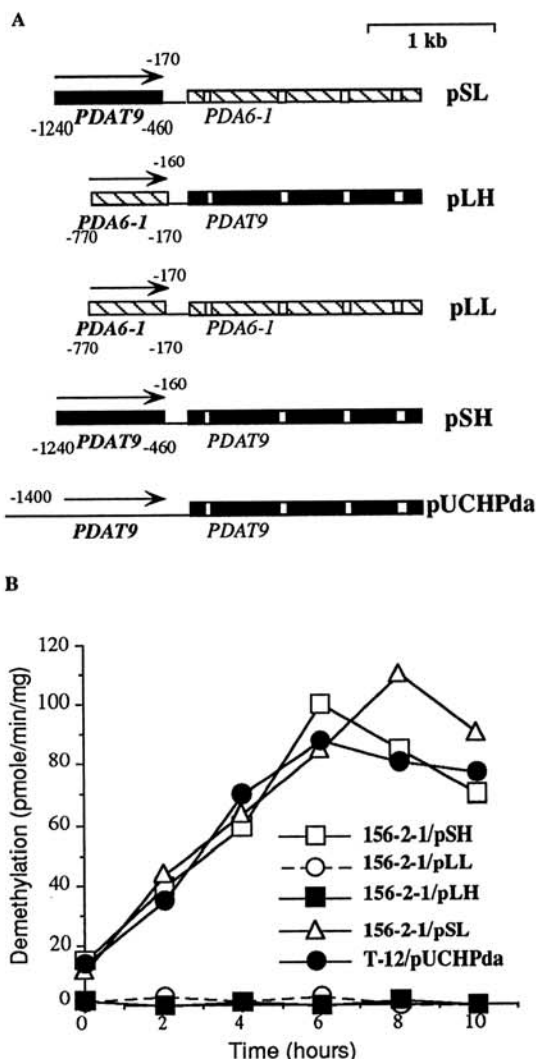 A
1 kb
-170
pSL
PDAT9
PDA6-1
-1240
-460
-160
pLH
PDA6-1
PDAT9
-770
-170
-170
pLL
PDA6-1
PDA6-1
-770
-170
-160
pSH
-1240
PDAT9
-460
PDAT9
-1400
pUCHPda
PDAT9
PDAT9
B
Demethylation (pmole/min/mg)
120
100
80
60
40
20
0
156-2-1/pSH
156-2-1/pLL
156-2-1/pLH
156-2-1/pSL
T-12/pUCHPda
0 2 4 6 8 10
Time (hours)